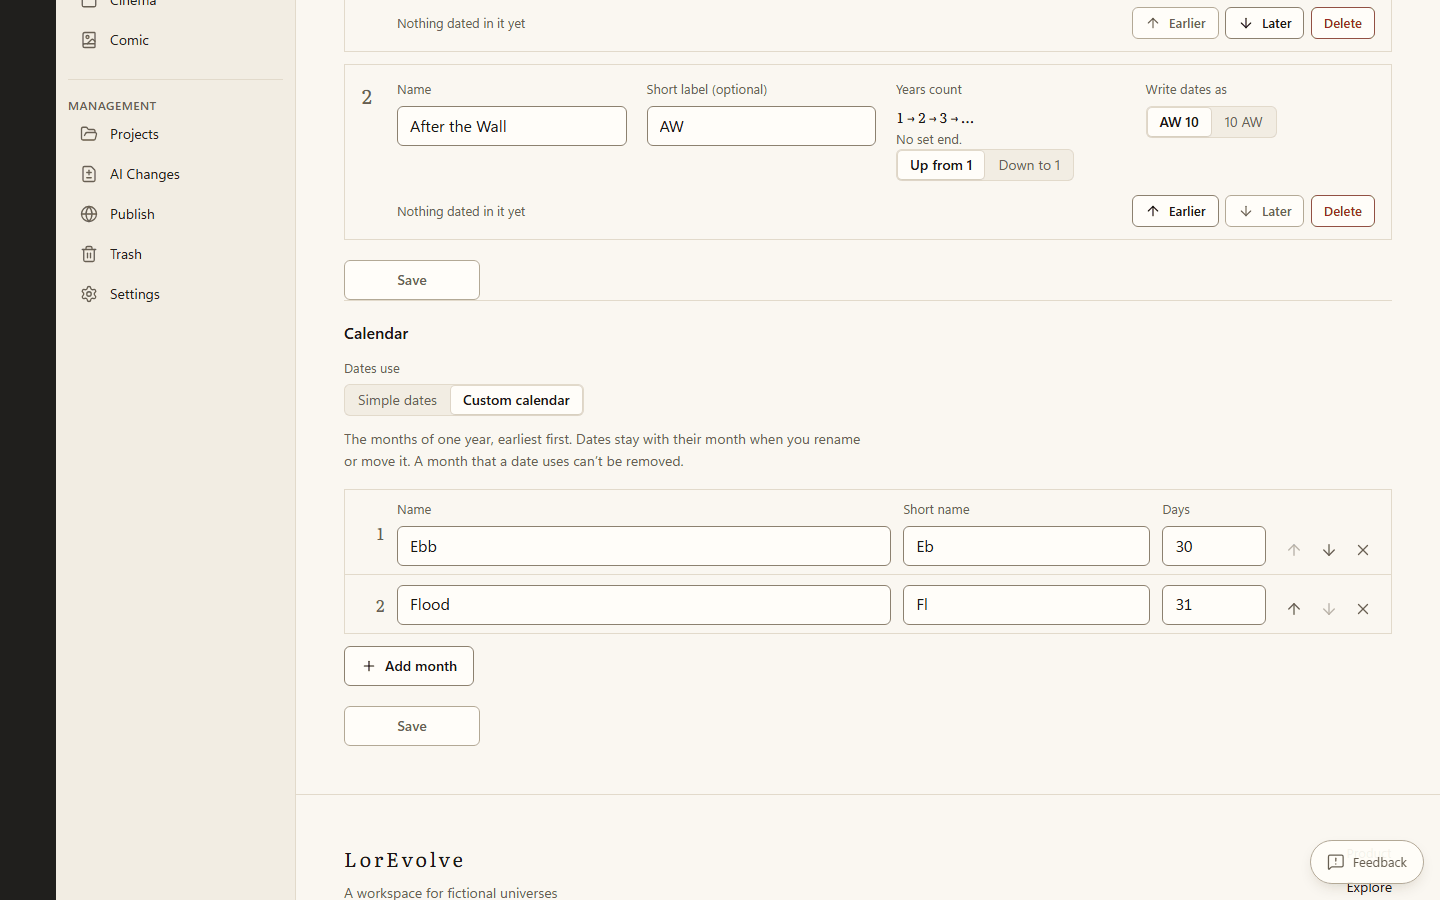 Cinema
Comic
MANAGEMENT
Projects
AI Changes
Publish
Trash
Settings
Nothing dated in it yet
Earlier
Later
Delete
2
Name
Short label (optional)
Years count
Write dates as
After the Wall
AW
1 → 2 → 3 → …
No set end.
Up from 1
Down to 1
AW 10
10 AW
Nothing dated in it yet
Earlier
Later
Delete
Save
Calendar
Dates use
Simple dates
Custom calendar
The months of one year, earliest first. Dates stay with their month when you rename
or move it. A month that a date uses can't be removed.
Name
Short name
Days
1
Ebb
Eb
30
2
Flood
Fl
31
Add month
Save
LorEvolve
A workspace for fictional universes
Feedback
Explore